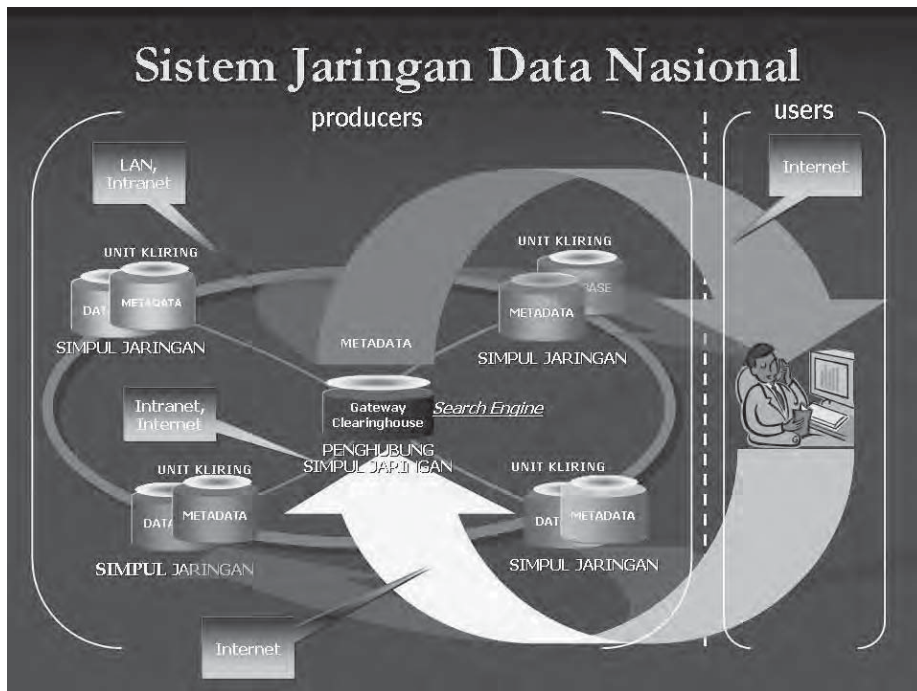 Sistem Jaringan Data Nasional
producers
users
LAN,
Intranet
Internet
UNIT KLIRING
METADATA
SIMPUL JARINGAN
UNIT KLIRING
METADATA
SIMPUL JARINGAN
METADATA
Gateway
Clearinghouse
Search Engine
PENGHUBUNG
SIMPUL JARINGAN
Intranet,
Internet
UNIT KLIRING
DATA
METADATA
SIMPUL JARINGAN
UNIT KLIRING
METADATA
SIMPUL JARINGAN
Internet